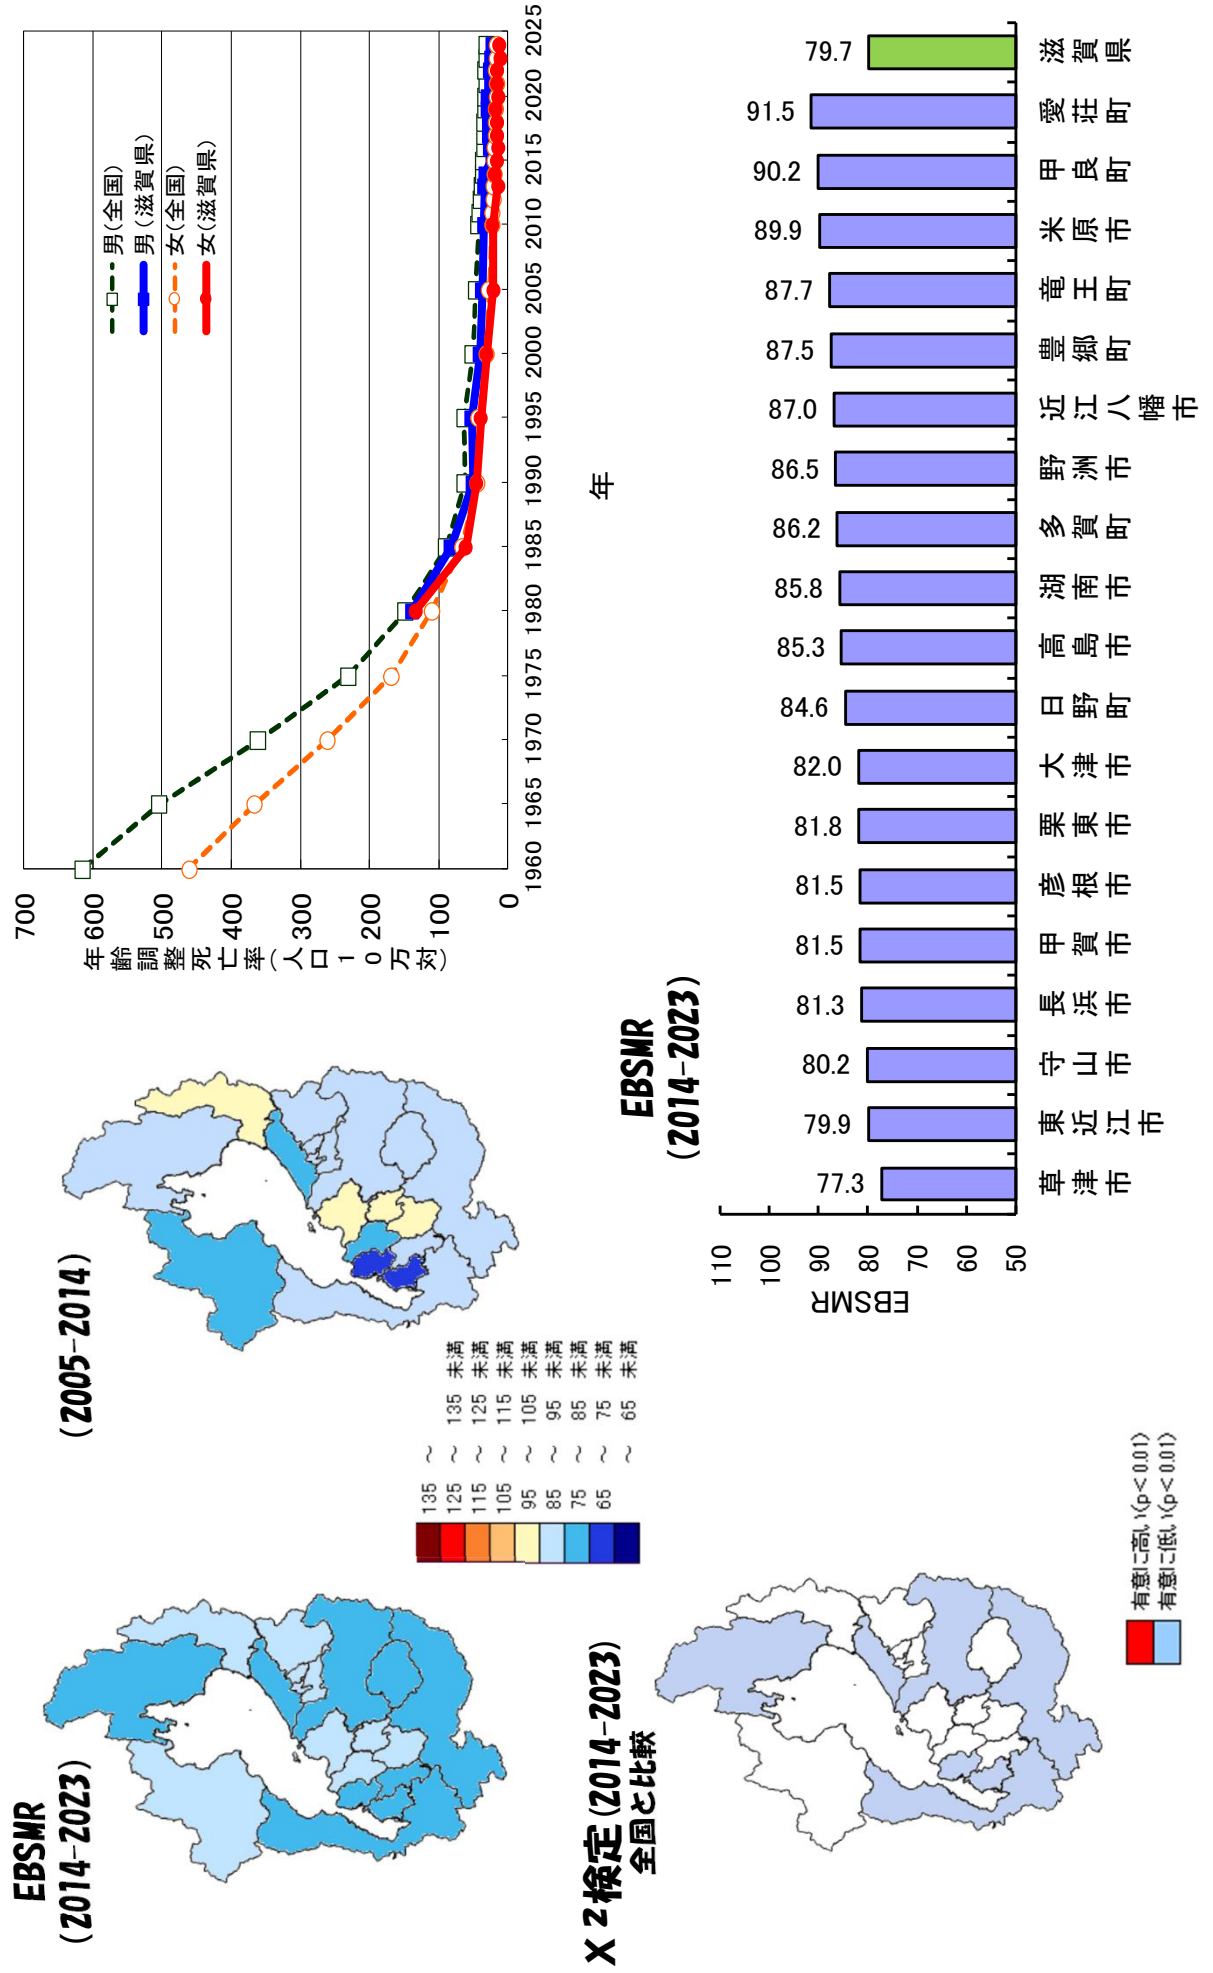 EBSMR
(2014-2023)
(2005-2014)
135 ～
125 ～ 135 未満
115 ～ 125 未満
105 ～ 115 未満
95 ～ 105 未満
85 ～ 95 未満
75 ～ 85 未満
65 ～ 75 未満
～ 65 未満
年齢調整死亡率(人口10万対)
700
600
500
400
300
200
100
0
男(全国)
男(滋賀県)
女(全国)
女(滋賀県)
1960 1965 1970 1975 1980 1985 1990 1995 2000 2005 2010 2015 2020 2025
年
X2検定(2014-2023)
全国と比較
有意に高い(p＜0.01)
有意に低い(p＜0.01)
EBSMR
(2014-2023)
EBSMR
110
100
90
80
70
60
50
77.3 79.9 80.2 81.3 81.5 81.5 81.8 82.0 84.6 85.3 85.8 86.2 86.5 87.0 87.5 87.7 89.9 90.2 91.5 79.7
草津市 東近江市 守山市 長浜市 甲賀市 彦根市 栗東市 大津市 日野町 高島市 湖南市 多賀町 野洲市 近江八幡市 豊郷町 竜王町 米原市 甲良町 愛荘町 滋賀県